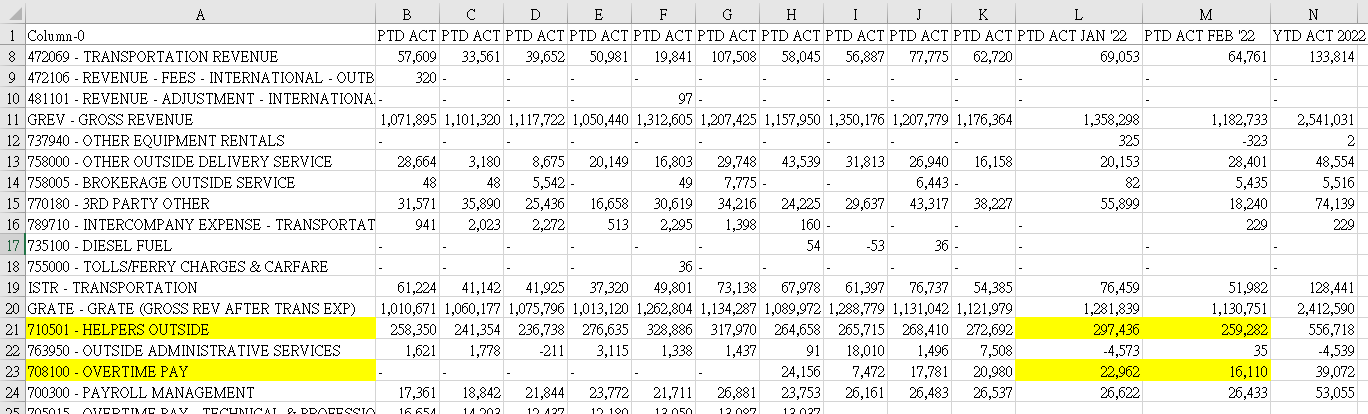 A B C D E F G H I J K L M N
1 Column-0 PTD ACT PTD ACT PTD ACT PTD ACT PTD ACT PTD ACT PTD ACT PTD ACT PTD ACT PTD ACT PTD ACT JAN '22 PTD ACT FEB '22 YTD ACT 2022
8 472069 - TRANSPORTATION REVENUE 57,609 33,561 39,652 50,981 19,841 107,508 58,045 56,887 77,775 62,720 69,053 64,761 133,814
9 472106 - REVENUE - FEES - INTERNATIONAL - OUTB 320 - - - - - - - - - - - -
10 481101 - REVENUE - ADJUSTMENT - INTERNATIONA - - - - 97 - - - - - - - -
11 GREV - GROSS REVENUE 1,071,895 1,101,320 1,117,722 1,050,440 1,312,605 1,207,425 1,157,950 1,350,176 1,207,779 1,176,364 1,358,298 1,182,733 2,541,031
12 737940 - OTHER EQUIPMENT RENTALS - - - - - - - - - - 325 -323 2
13 758000 - OTHER OUTSIDE DELIVERY SERVICE 28,664 3,180 8,675 20,149 16,803 29,748 43,539 31,813 26,940 16,158 20,153 28,401 48,554
14 758005 - BROKERAGE OUTSIDE SERVICE 48 48 5,542 - 49 7,775 - - 6,443 - 82 5,435 5,516
15 770180 - 3RD PARTY OTHER 31,571 35,890 25,436 16,658 30,619 34,216 24,225 29,637 43,317 38,227 55,899 18,240 74,139
16 789710 - INTERCOMPANY EXPENSE - TRANSPORTAT 941 2,023 2,272 513 2,295 1,398 160 - - - - 229 229
17 735100 - DIESEL FUEL - - - - - - 54 -53 36 - - - -
18 755000 - TOLLS/FERRY CHARGES & CARFARE - - - - 36 - - - - - - - -
19 ISTR - TRANSPORTATION 61,224 41,142 41,925 37,320 49,801 73,138 67,978 61,397 76,737 54,385 76,459 51,982 128,441
20 GRATE - GRATE (GROSS REV AFTER TRANS EXP) 1,010,671 1,060,177 1,075,796 1,013,120 1,262,804 1,134,287 1,089,972 1,288,779 1,131,042 1,121,979 1,281,839 1,130,751 2,412,590
21 710501 - HELPERS OUTSIDE 258,350 241,354 236,738 276,635 328,886 317,970 264,658 265,715 268,410 272,692 297,436 259,282 556,718
22 763950 - OUTSIDE ADMINISTRATIVE SERVICES 1,621 1,778 -211 3,115 1,338 1,437 91 18,010 1,496 7,508 -4,573 35 -4,539
23 708100 - OVERTIME PAY - - - - - - 24,156 7,472 17,781 20,980 22,962 16,110 39,072
24 700300 - PAYROLL MANAGEMENT 17,361 18,842 21,844 23,772 21,711 26,881 23,753 26,161 26,483 26,537 26,622 26,433 53,055